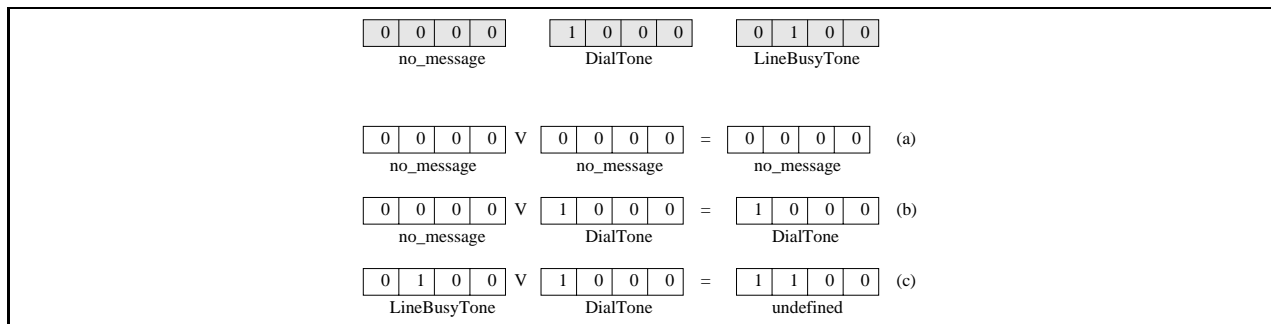 0 0 0 0 1 0 0 0 0 1 0 0
no_message DialTone LineBusyTone
0 0 0 0 V 0 0 0 0 = 0 0 0 0 (a)
no_message no_message no_message
0 0 0 0 V 1 0 0 0 = 1 0 0 0 (b)
no_message DialTone DialTone
0 1 0 0 V 1 0 0 0 = 1 1 0 0 (c)
LineBusyTone DialTone undefined